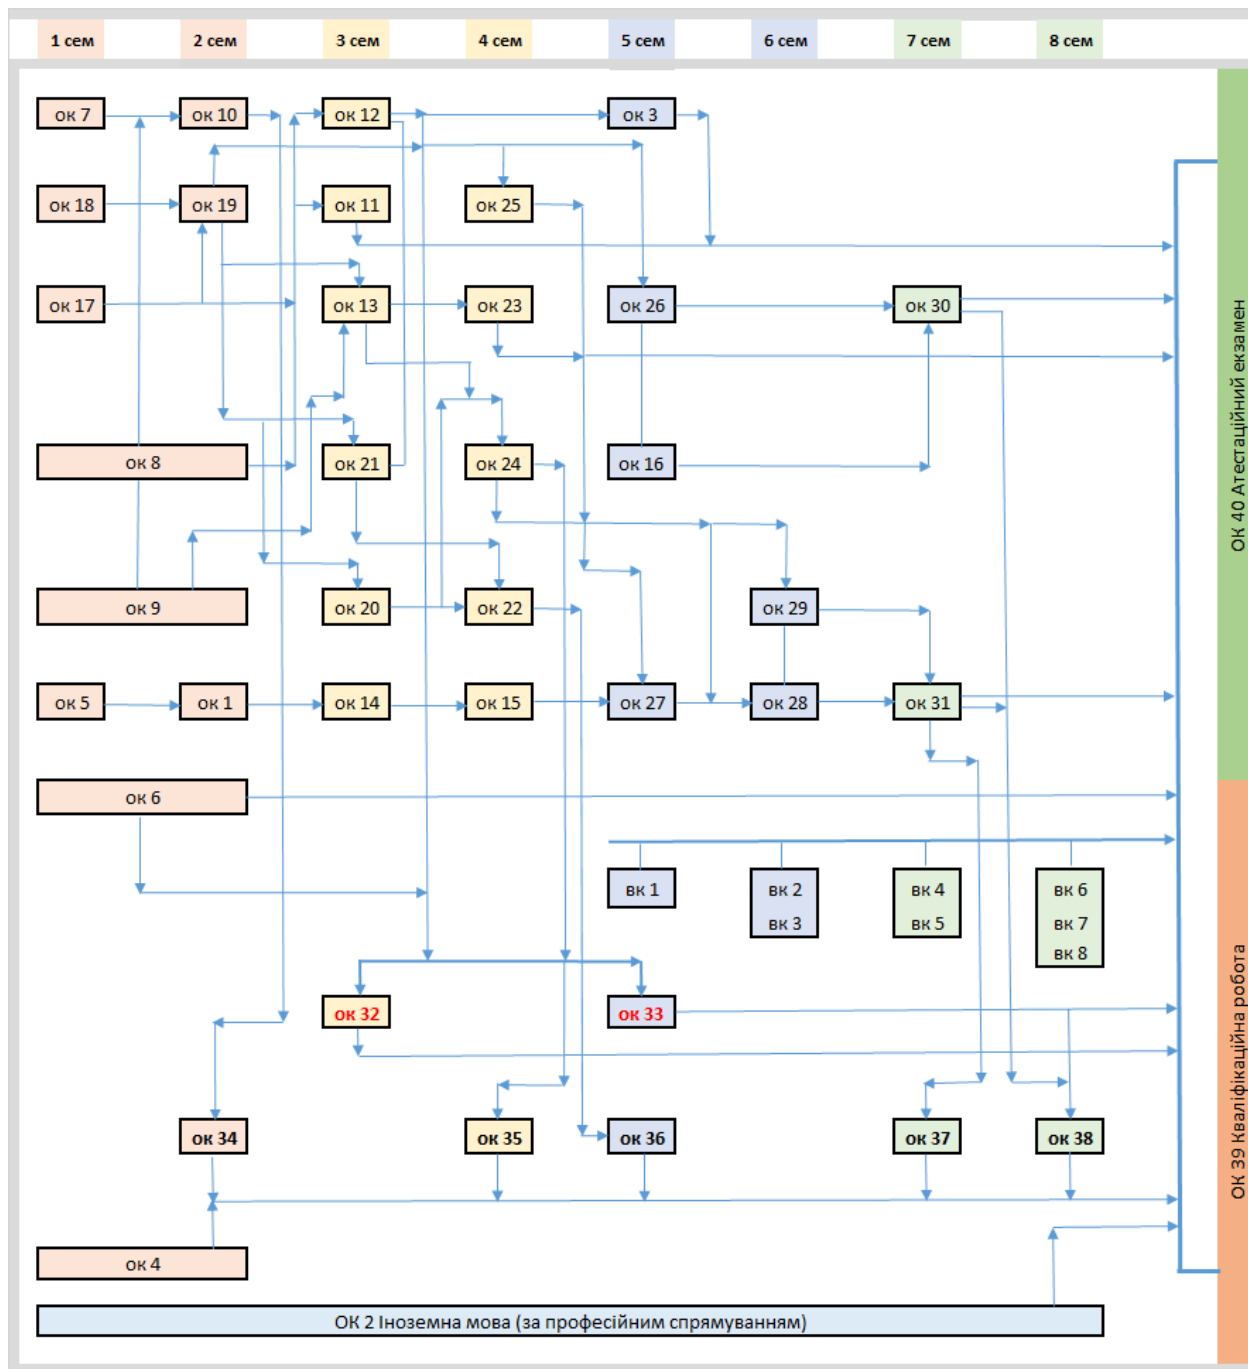 1 сем
2 сем
3 сем
4 сем
5 сем
6 сем
7 сем
8 сем
ок 7
ок 10
ок 12
ок 3
ок 18
ок 19
ок 11
ок 25
ок 17
ок 13
ок 23
ок 26
ок 30
ок 8
ок 21
ок 24
ок 16
ок 9
ок 20
ок 22
ок 29
ок 5
ок 1
ок 14
ок 15
ок 27
ок 28
ок 31
ок 6
вк 1
вк 2
вк 3
вк 4
вк 5
вк 6
вк 7
вк 8
ок 32
ок 33
ок 34
ок 35
ок 36
ок 37
ок 38
ок 4
ОК 2 Іноземна мова (за професійним спрямуванням)
ОК 40 Атестаційний екзамен
ОК 39 Кваліфікаційна робота